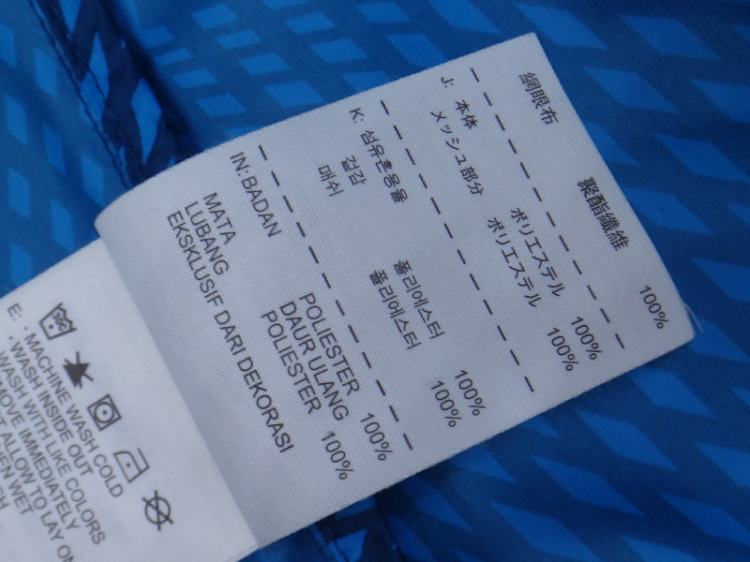 網眼布 聚酯纖維 100%
J: 本体 ポリエステル 100%
メッシュ部分 ポリエステル 100%
K: 섬유혼용율
겉감 폴리에스터 100%
매쉬 폴리에스터 100%
IN: BADAN POLIESTER DAUR ULANG 100%
MATA LUBANG POLIESTER 100%
EKSKLUSIF DARI DEKORASI
E: · MACHINE WASH COLD
· WASH INSIDE OUT
WASH WITH LIKE COLORS
MOVE IMMEDIATELY
ALLOW TO LAY ON
WET